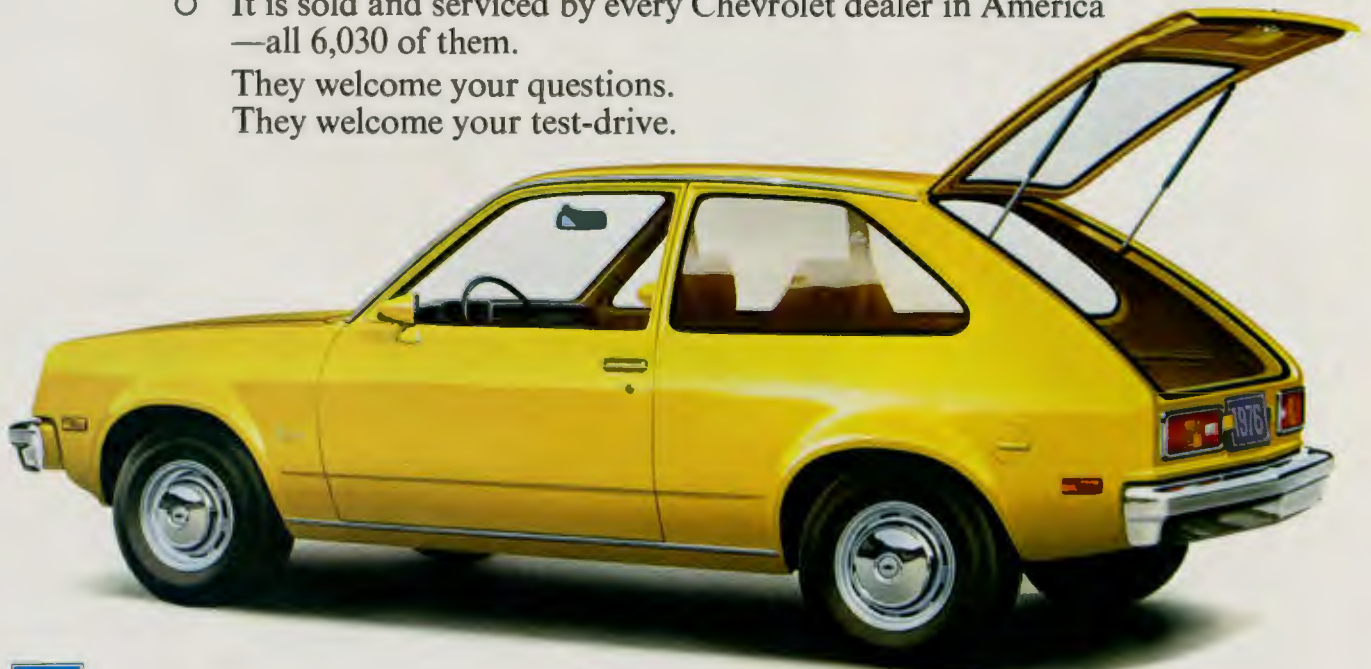 ○ It is sold and serviced by every Chevrolet dealer in America
—all 6,030 of them.
They welcome your questions.
They welcome your test-drive.
1976